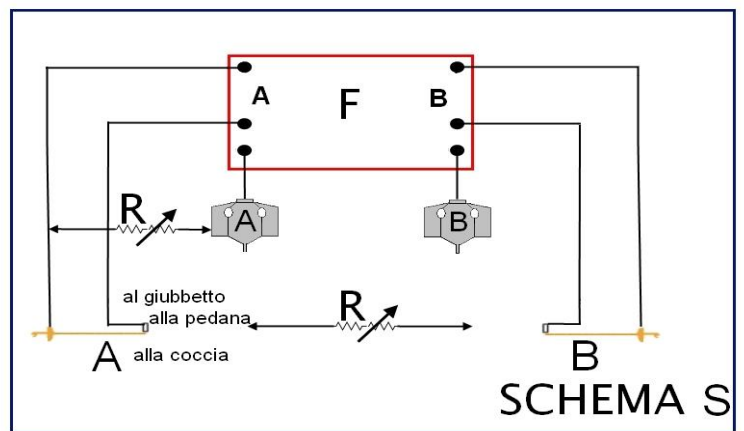 A F B
R A B
al giubbetto
alla pedana R
A alla coccia B
SCHEMA S